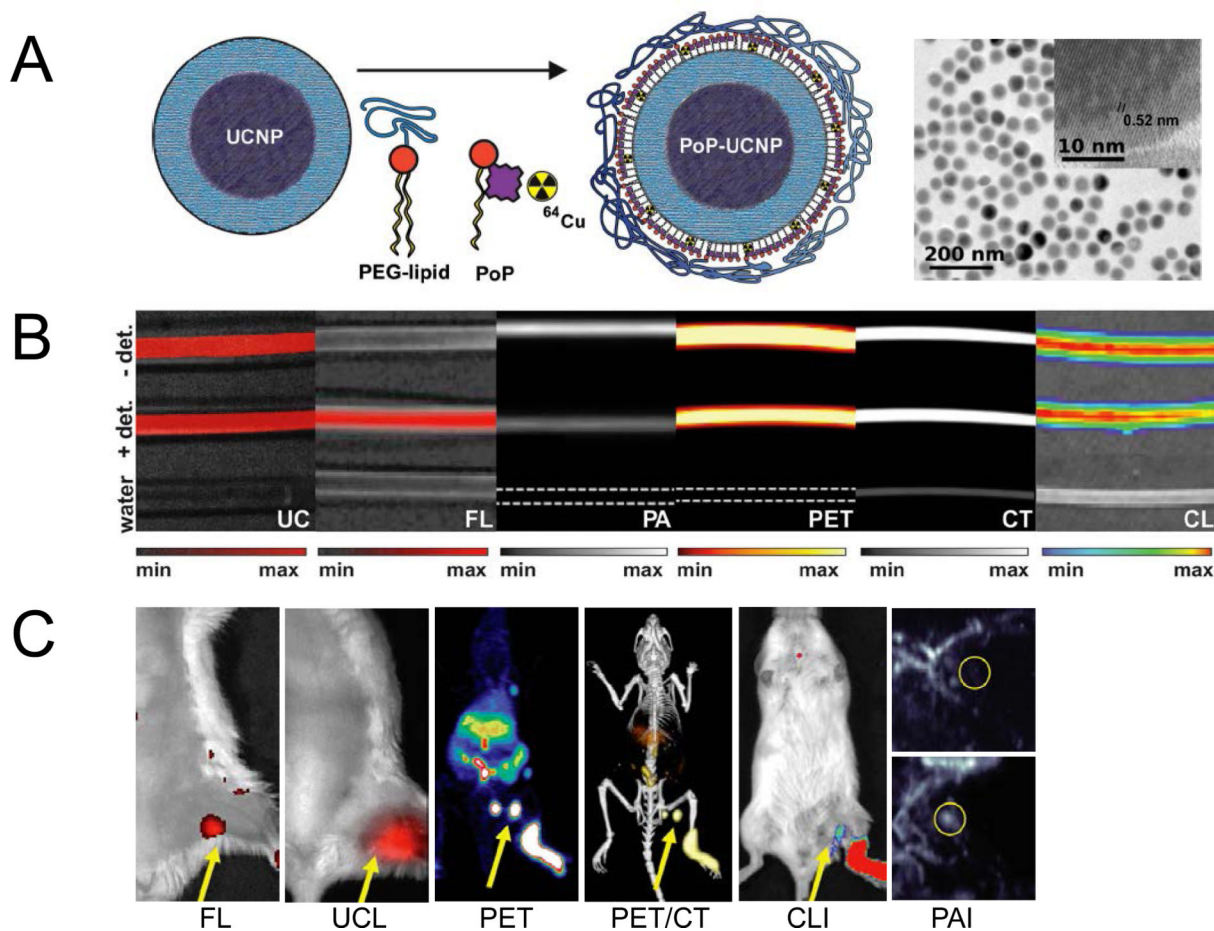 A
UCNP
PEG-lipid
PoP
64Cu
PoP-UCNP
0.52 nm
10 nm
200 nm
B
- det.
+ det.
water
UC
FL
PA
PET
CT
CL
min max
min max
min max
min max
min max
min max
C
FL
UCL
PET
PET/CT
CLI
PAI